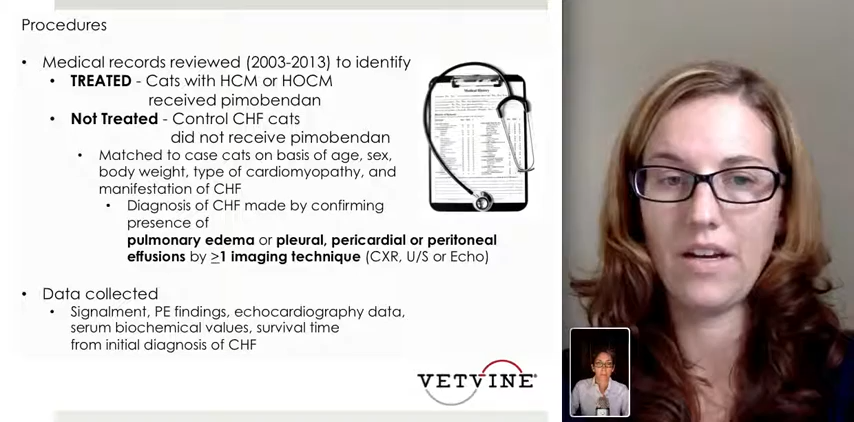 Procedures
• Medical records reviewed (2003-2013) to identify
• TREATED - Cats with HCM or HOCM
received pimobendan
• Not Treated - Control CHF cats
did not receive pimobendan
• Matched to case cats on basis of age, sex,
body weight, type of cardiomyopathy, and
manifestation of CHF
• Diagnosis of CHF made by confirming
presence of
pulmonary edema or pleural, pericardial or peritoneal
effusions by ≥1 imaging technique (CXR, U/S or Echo)
• Data collected
• Signalment, PE findings, echocardiography data,
serum biochemical values, survival time
from initial diagnosis of CHF
Medical History
VETVINE®